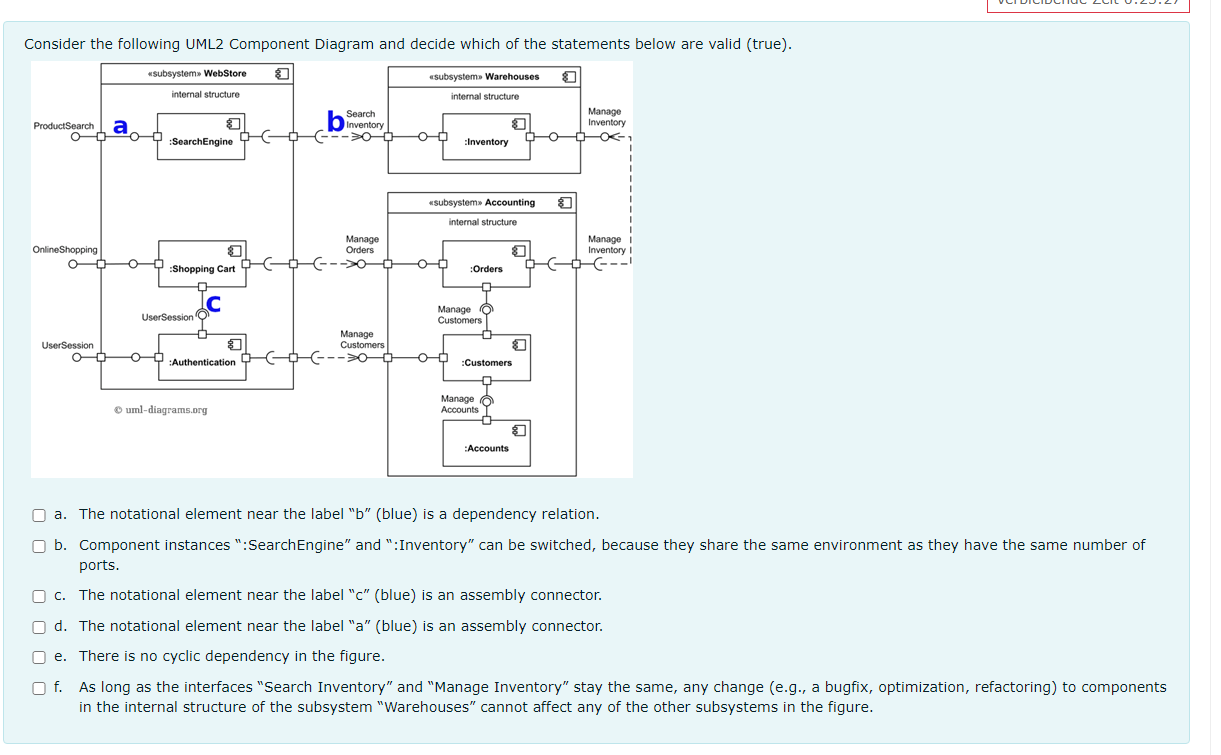 Verbleibende Zeit 0:25:27
Consider the following UML2 Component Diagram and decide which of the statements below are valid (true).
«subsystem» WebStore
internal structure
«subsystem» Warehouses
internal structure
ProductSearch
a
:SearchEngine
b
Search
Inventory
:Inventory
Manage
Inventory
«subsystem» Accounting
internal structure
OnlineShopping
:Shopping Cart
Manage
Orders
:Orders
Manage
Inventory
c
UserSession
Manage
Customers
UserSession
:Authentication
Manage
Customers
:Customers
© uml-diagrams.org
Manage
Accounts
:Accounts
a. The notational element near the label “b” (blue) is a dependency relation.
b. Component instances “:SearchEngine” and “:Inventory” can be switched, because they share the same environment as they have the same number of
ports.
c. The notational element near the label “c” (blue) is an assembly connector.
d. The notational element near the label “a” (blue) is an assembly connector.
e. There is no cyclic dependency in the figure.
f. As long as the interfaces “Search Inventory” and “Manage Inventory” stay the same, any change (e.g., a bugfix, optimization, refactoring) to components
in the internal structure of the subsystem “Warehouses” cannot affect any of the other subsystems in the figure.